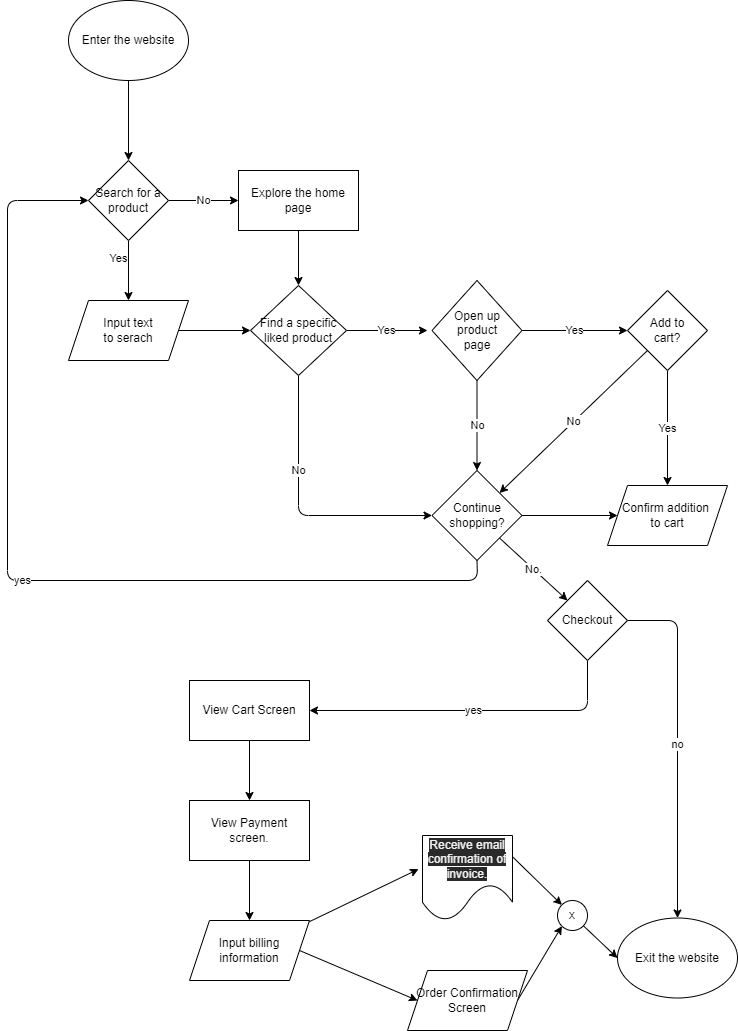 Enter the website
Search for a
product
No
Explore the home
page
Yes
Input text
to serach
Find a specific
liked product
Yes
Open up
product
page
Yes
Add to
cart?
No
No
Yes
No
Continue
shopping?
Confirm addition
to cart
No.
yes
Checkout
View Cart Screen
yes
no
View Payment
screen.
Receive email
confirmation of
invoice.
X
Input billing
information
Exit the website
Order Confirmation
Screen